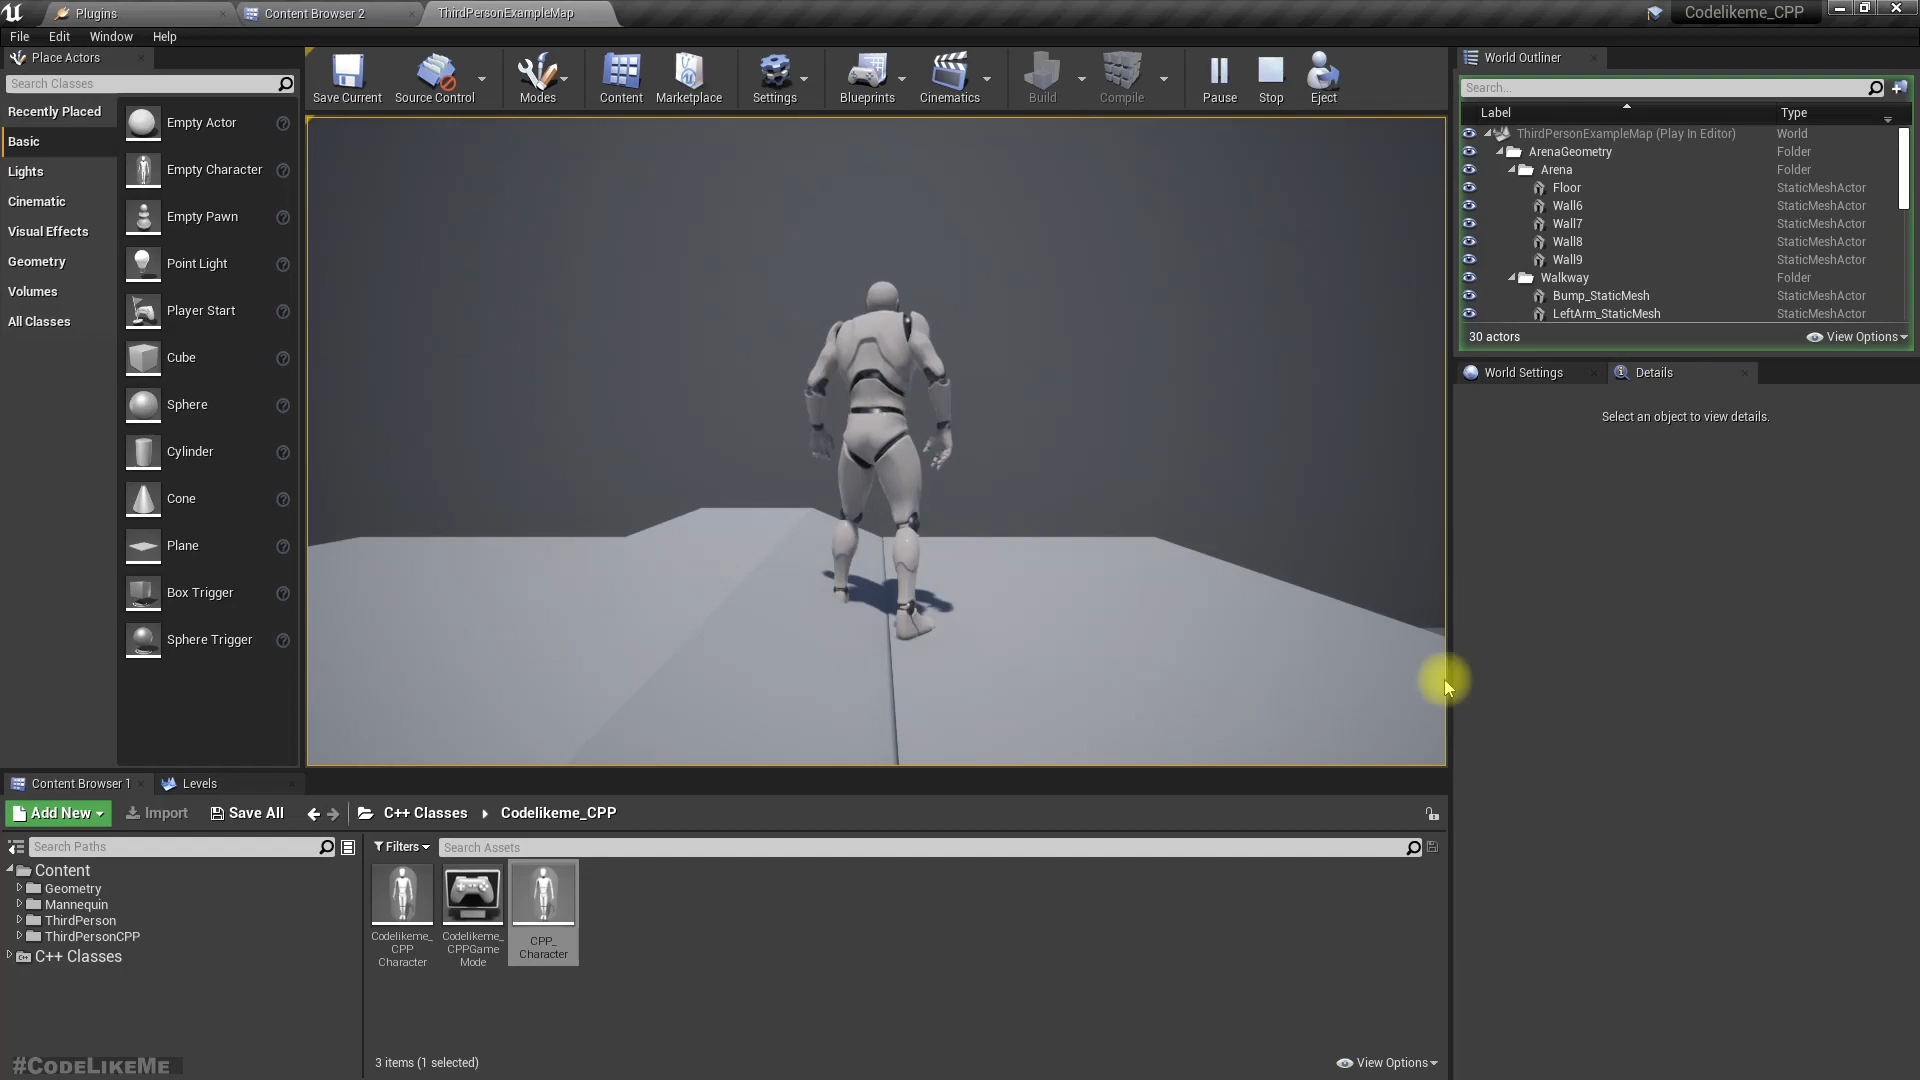 Plugins
Content Browser 2
ThirdPersonExampleMap
Codelikeme_CPP
File
Edit
Window
Help
Place Actors
Search Classes
Recently Placed
Basic
Lights
Cinematic
Visual Effects
Geometry
Volumes
All Classes
Empty Actor
Empty Character
Empty Pawn
Point Light
Player Start
Cube
Sphere
Cylinder
Cone
Plane
Box Trigger
Sphere Trigger
Save Current
Source Control
Modes
Content
Marketplace
Settings
Blueprints
Cinematics
Build
Compile
Pause
Stop
Eject
World Outliner
Search...
Label
Type
ThirdPersonExampleMap (Play In Editor)
World
ArenaGeometry
Folder
Arena
Folder
Floor
StaticMeshActor
Wall6
StaticMeshActor
Wall7
StaticMeshActor
Wall8
StaticMeshActor
Wall9
StaticMeshActor
Walkway
Folder
Bump_StaticMesh
StaticMeshActor
LeftArm_StaticMesh
StaticMeshActor
30 actors
View Options
World Settings
Details
Select an object to view details.
Content Browser 1
Levels
Add New
Import
Save All
C++ Classes
Codelikeme_CPP
Search Paths
Filters
Search Assets
Content
Geometry
Mannequin
ThirdPerson
ThirdPersonCPP
C++ Classes
Codelikeme_
CPP
Character
Codelikeme_
CPPGame
Mode
CPP_
Character
3 items (1 selected)
View Options
#CodeLikeMe